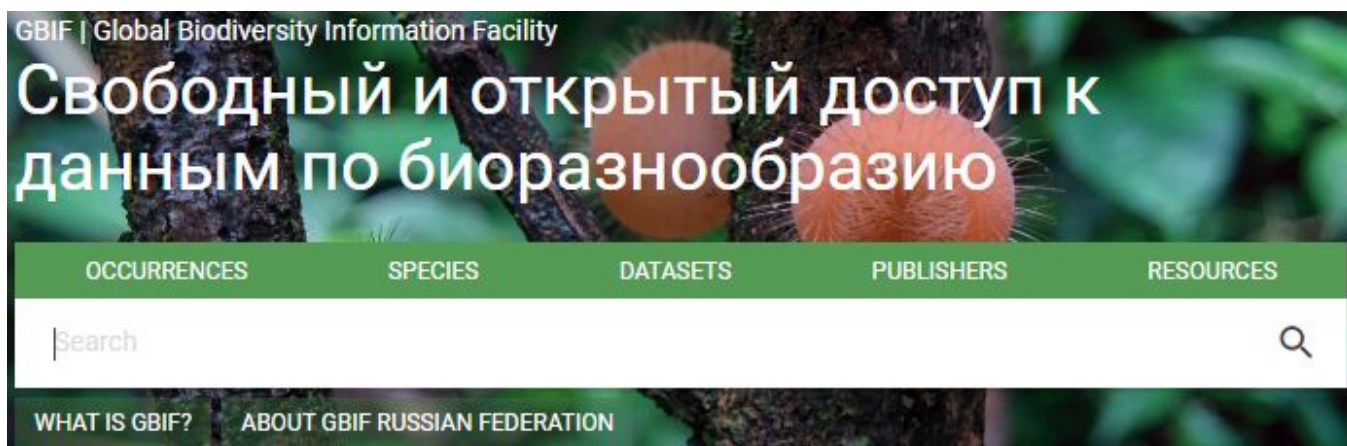 GBIF | Global Biodiversity Information Facility
Свободный и открытый доступ к
данным по биоразнообразию
OCCURRENCES SPECIES DATASETS PUBLISHERS RESOURCES
Search
WHAT IS GBIF? ABOUT GBIF RUSSIAN FEDERATION